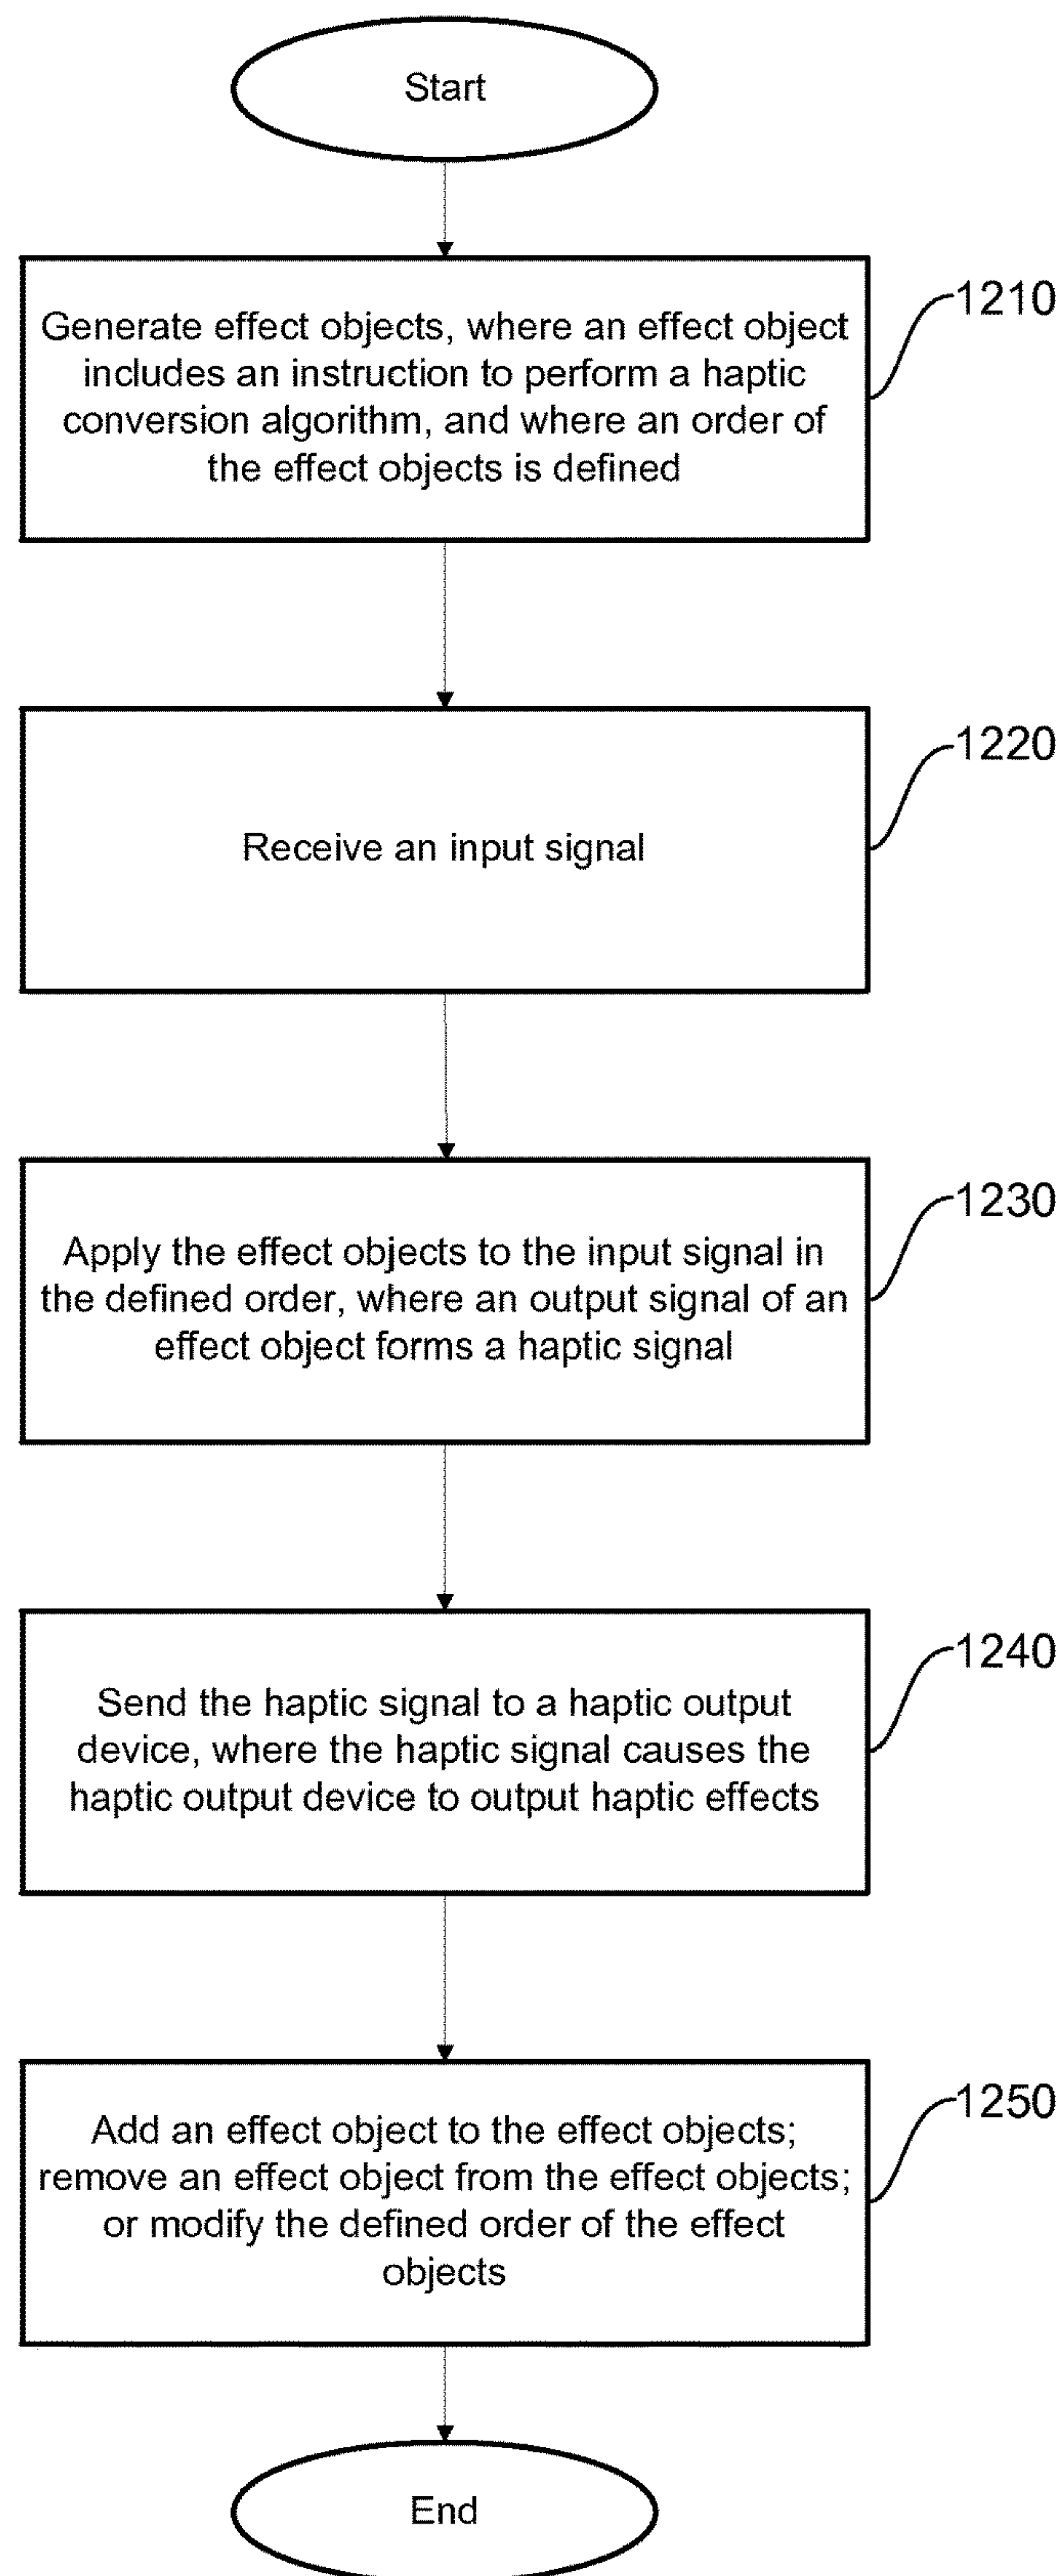 Start
Generate effect objects, where an effect object
includes an instruction to perform a haptic
conversion algorithm, and where an order of
the effect objects is defined
1210
Receive an input signal
1220
Apply the effect objects to the input signal in
the defined order, where an output signal of an
effect object forms a haptic signal
1230
Send the haptic signal to a haptic output
device, where the haptic signal causes the
haptic output device to output haptic effects
1240
Add an effect object to the effect objects;
remove an effect object from the effect objects;
or modify the defined order of the effect
objects
1250
End